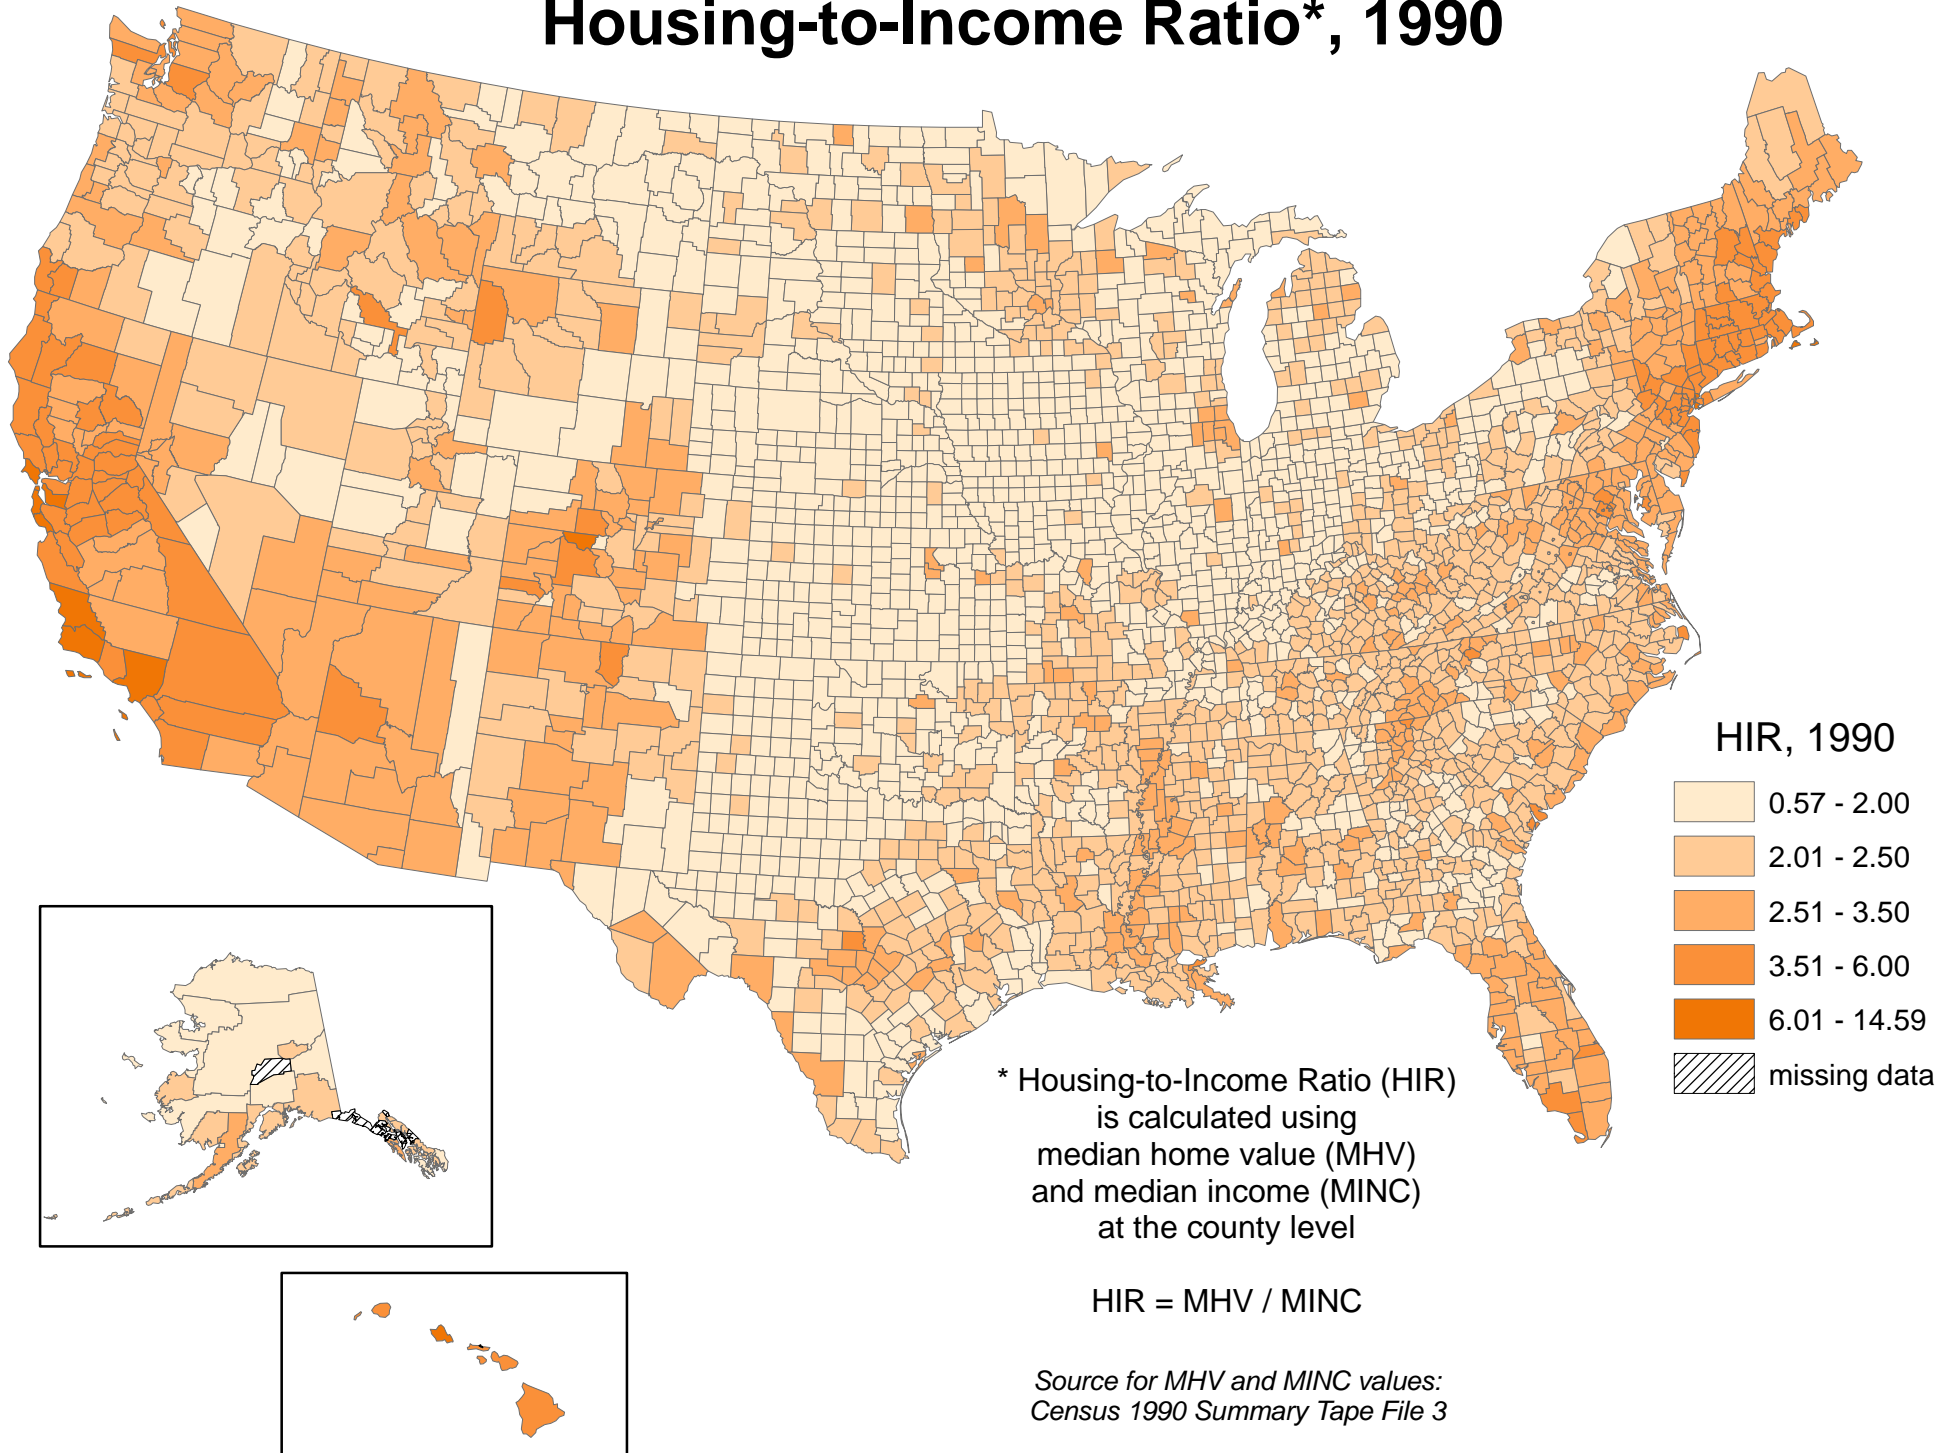 Housing-to-Income Ratio*, 1990
HIR, 1990
0.57 - 2.00
2.01 - 2.50
2.51 - 3.50
3.51 - 6.00
6.01 - 14.59
missing data
* Housing-to-Income Ratio (HIR)
is calculated using
median home value (MHV)
and median income (MINC)
at the county level
HIR = MHV / MINC
Source for MHV and MINC values:
Census 1990 Summary Tape File 3